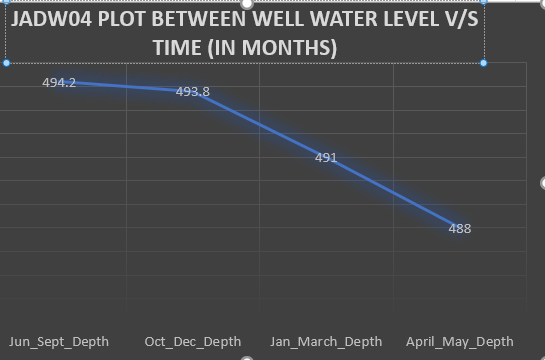 JADW04 PLOT BETWEEN WELL WATER LEVEL V/S
TIME (IN MONTHS)
494.2
493.8
491
488
Jun_Sept_Depth Oct_Dec_Depth Jan_March_Depth April_May_Depth